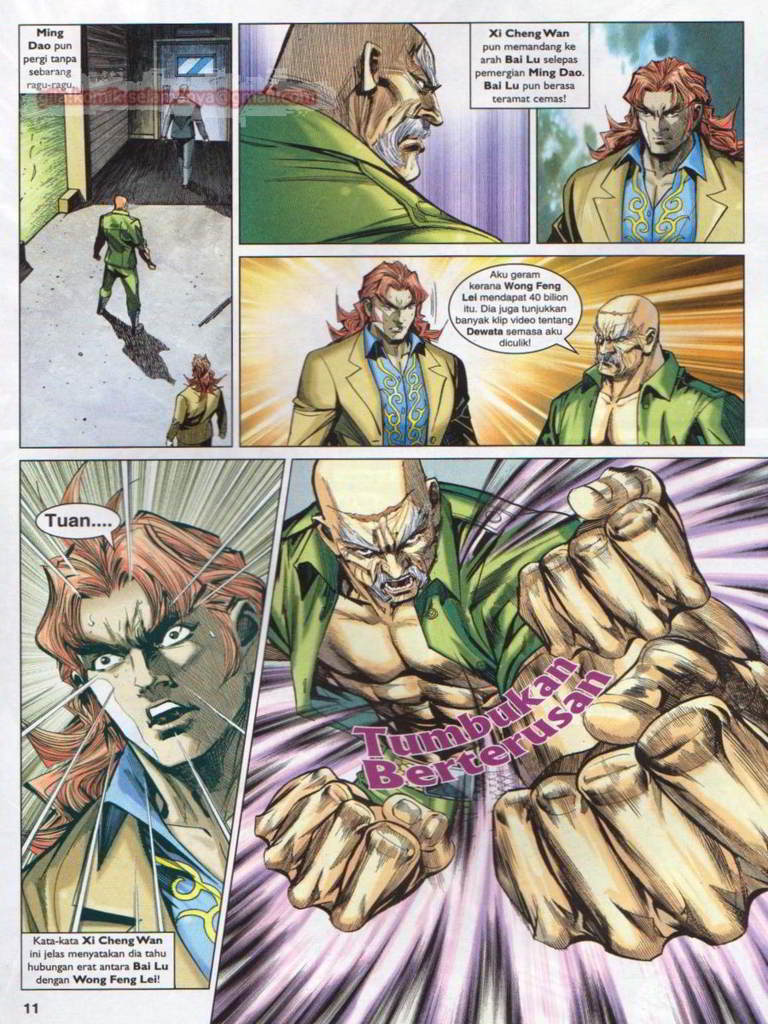 Ming
Dao pun
pergi tanpa
sebarang
ragu-ragu.
Xi Cheng Wan
pun memandang ke
arah Bai Lu selepas
pemergian Ming Dao.
Bai Lu pun berasa
teramat cemas!
Aku geram
kerana Wong Feng
Lei mendapat 40 bilion
itu. Dia juga tunjukkan
banyak klip video tentang
Dewata semasa aku
diculik!
Tuan....
Tumbukan
Berterusan
Kata-kata Xi Cheng Wan
ini jelas menyatakan dia tahu
hubungan erat antara Bai Lu
dengan Wong Feng Lei!
11